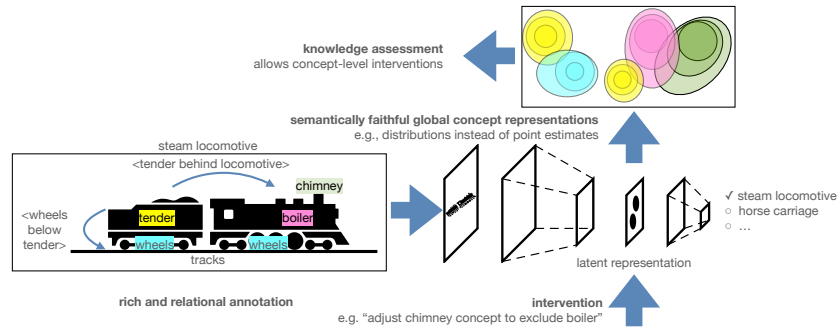 knowledge assessment
allows concept-level interventions
semantically faithful global concept representations
e.g., distributions instead of point estimates
steam locomotive
<tender behind locomotive>
chimney
<wheels
below
tender>
tender
boiler
wheels
wheels
tracks
✓ steam locomotive
○ horse carriage
○ …
latent representation
rich and relational annotation
intervention
e.g. “adjust chimney concept to exclude boiler”